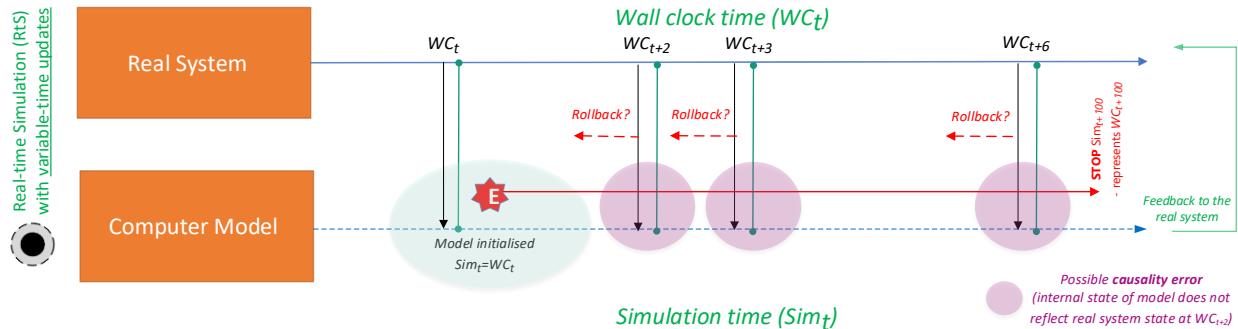 Real-time Simulation (RtS)
with variable-time updates
Wall clock time (WCt)
Real System
WCt
WCt+2
WCt+3
WCt+6
Rollback?
Rollback?
Rollback?
STOP Simt+100
- represents WCt+100
E
Computer Model
Model initialised
Simt=WCt
Feedback to the
real system
Simulation time (Simt)
Possible causality error
(internal state of model does not
reflect real system state at WCt+2)